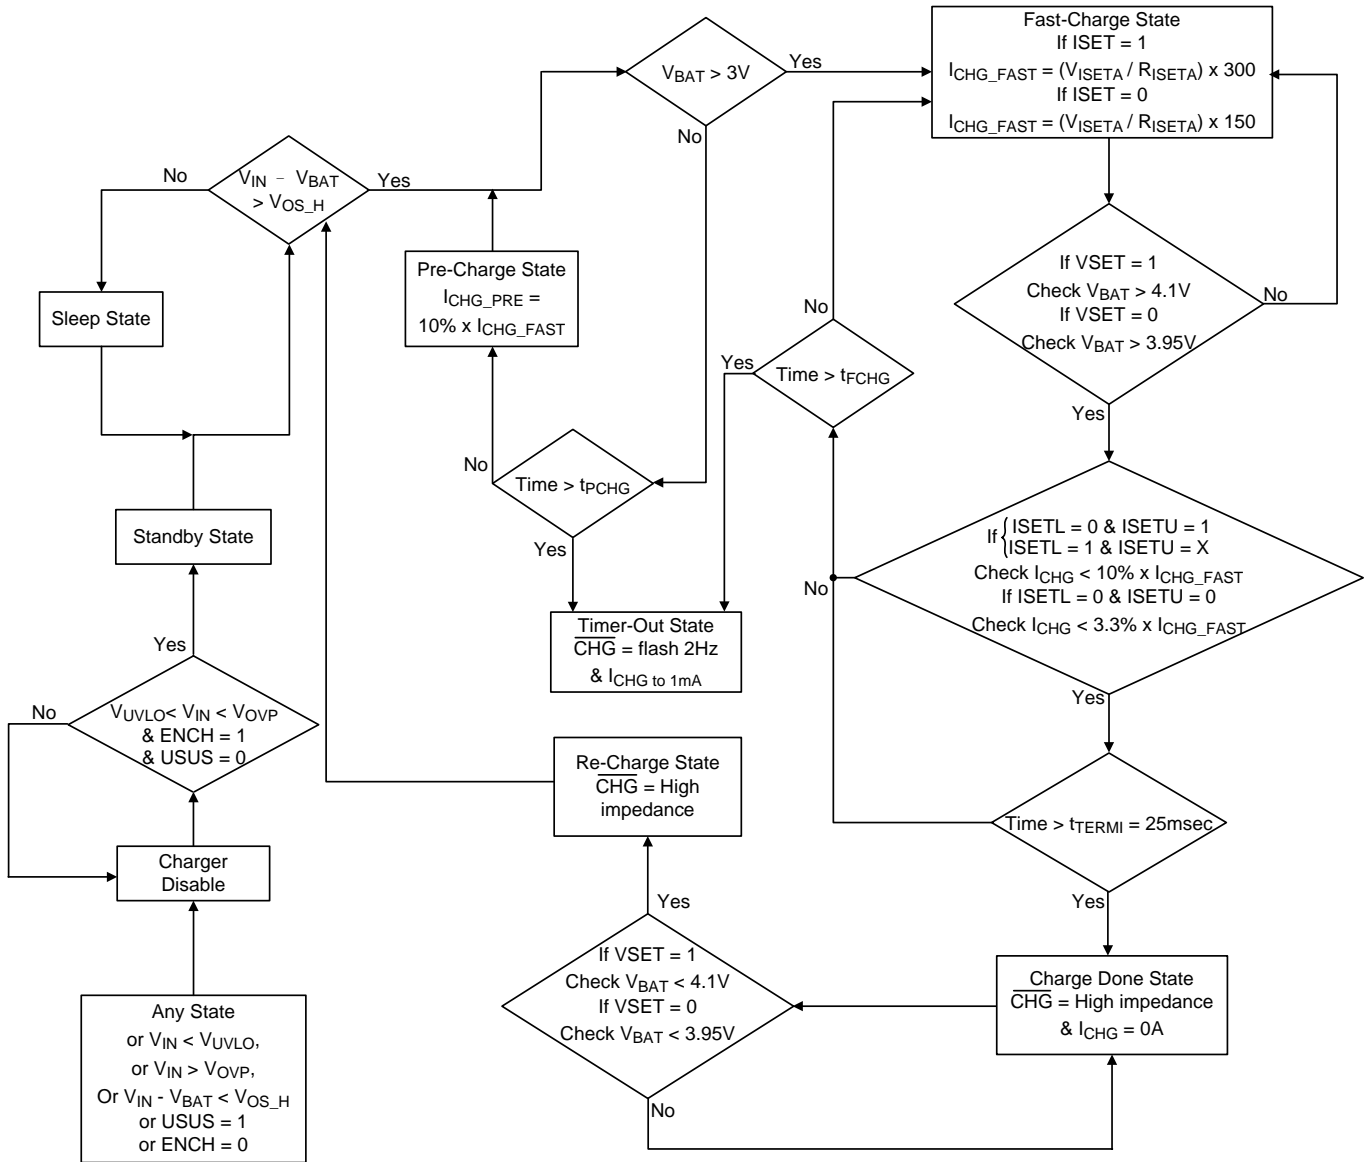 Fast-Charge State
If ISET = 1
ICHG_FAST = (VISETA / RISETA) x 300
If ISET = 0
ICHG_FAST = (VISETA / RISETA) x 150
VBAT > 3V
Yes
No
VIN – VBAT
> VOS_H
No
Yes
Pre-Charge State
ICHG_PRE =
10% x ICHG_FAST
Sleep State
If VSET = 1
Check VBAT > 4.1V
If VSET = 0
Check VBAT > 3.95V
No
Yes
No
Time > tFCHG
Yes
No
Time > tPCHG
Yes
Standby State
If { ISETL = 0 & ISETU = 1
ISETL = 1 & ISETU = X
Check ICHG < 10% x ICHG_FAST
If ISETL = 0 & ISETU = 0
Check ICHG < 3.3% x ICHG_FAST
No
Yes
Timer-Out State
CHG = flash 2Hz
& ICHG to 1mA
Yes
No
VUVLO< VIN < VOVP
& ENCH = 1
& USUS = 0
Re-Charge State
CHG = High
impedance
Time > tTERMI = 25msec
Yes
Charger
Disable
Yes
If VSET = 1
Check VBAT < 4.1V
If VSET = 0
Check VBAT < 3.95V
No
Charge Done State
CHG = High impedance
& ICHG = 0A
Any State
or VIN < VUVLO,
or VIN > VOVP,
Or VIN - VBAT < VOS_H
or USUS = 1
or ENCH = 0